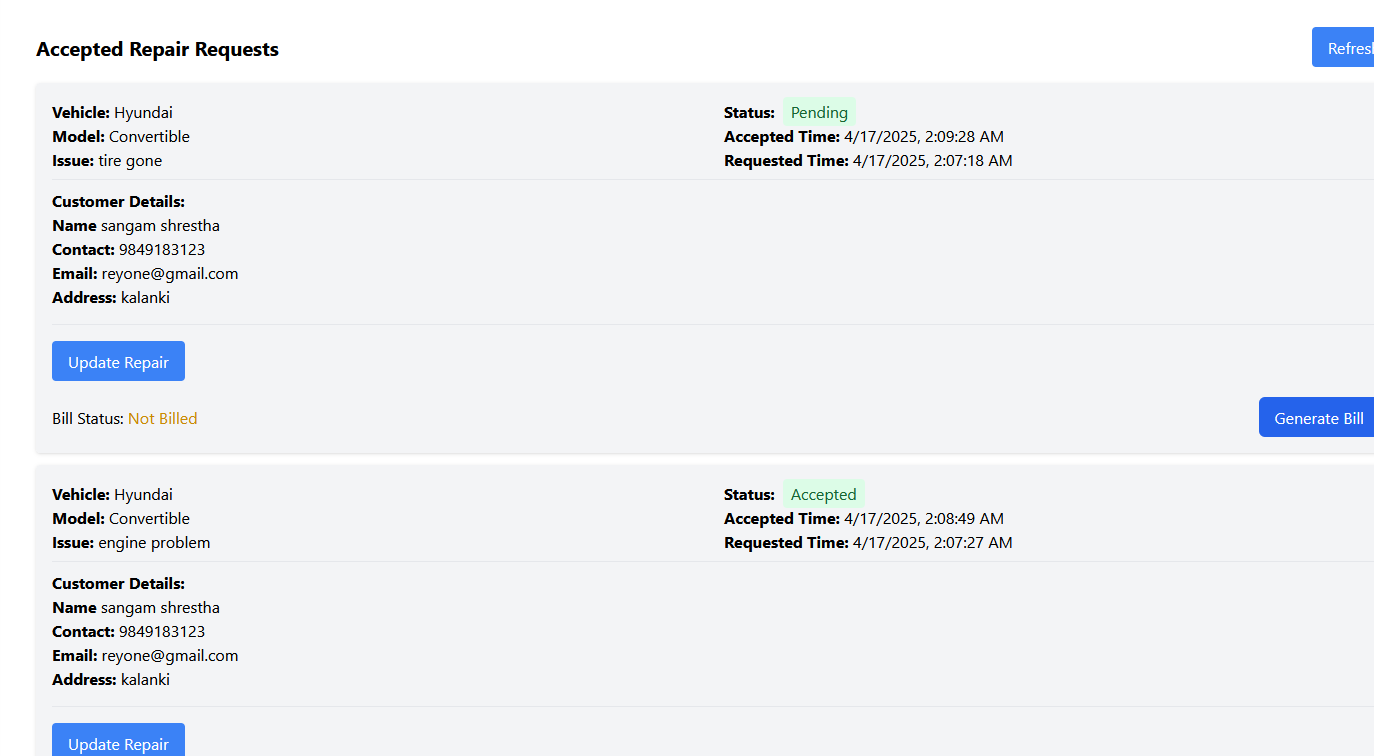 Accepted Repair Requests
Refresh
Vehicle: Hyundai
Model: Convertible
Issue: tire gone
Status: Pending
Accepted Time: 4/17/2025, 2:09:28 AM
Requested Time: 4/17/2025, 2:07:18 AM
Customer Details:
Name sangam shrestha
Contact: 9849183123
Email: reyone@gmail.com
Address: kalanki
Update Repair
Bill Status: Not Billed
Generate Bill
Vehicle: Hyundai
Model: Convertible
Issue: engine problem
Status: Accepted
Accepted Time: 4/17/2025, 2:08:49 AM
Requested Time: 4/17/2025, 2:07:27 AM
Customer Details:
Name sangam shrestha
Contact: 9849183123
Email: reyone@gmail.com
Address: kalanki
Update Repair